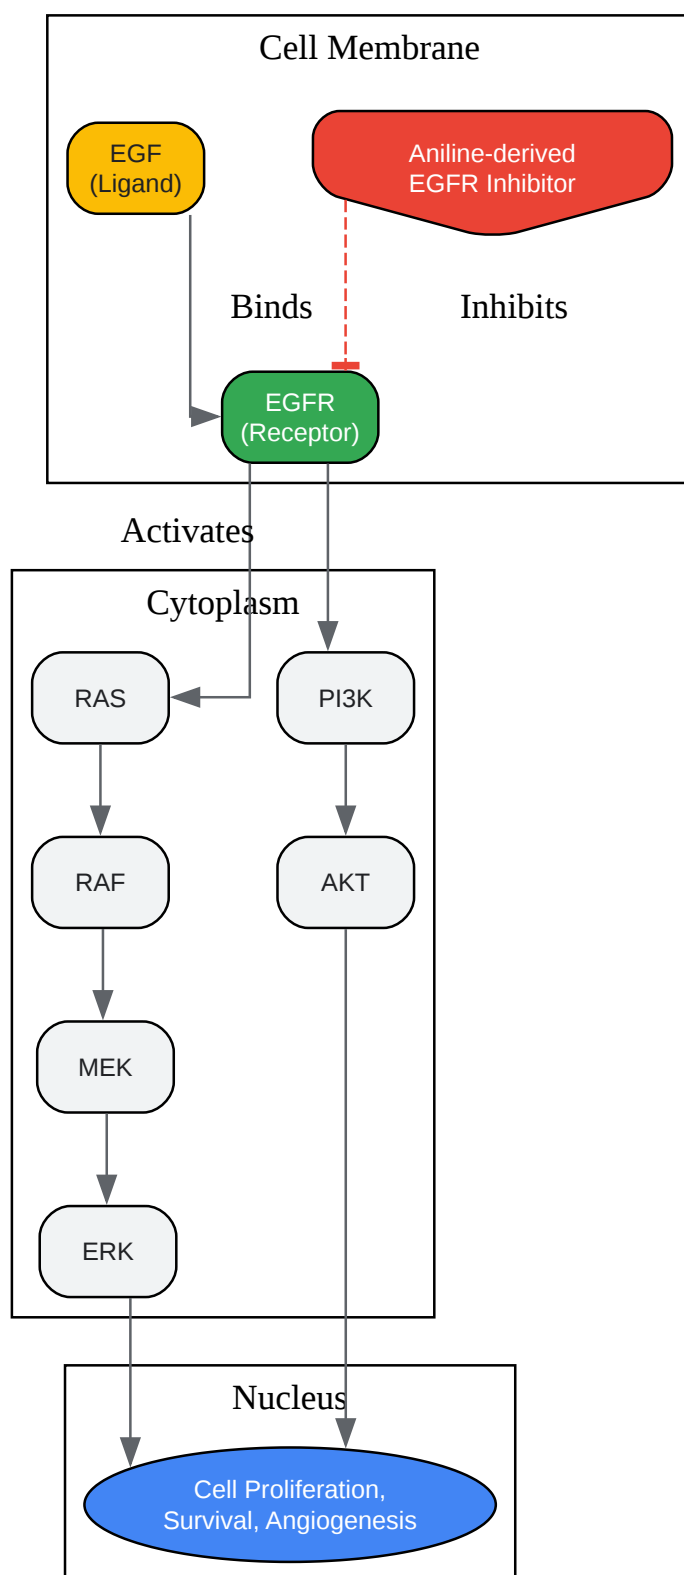 Cell Membrane
EGF
(Ligand)
Aniline-derived
EGFR Inhibitor
Binds
Inhibits
EGFR
(Receptor)
Activates
Cytoplasm
RAS
PI3K
RAF
AKT
MEK
ERK
Nucleus
Cell Proliferation,
Survival, Angiogenesis